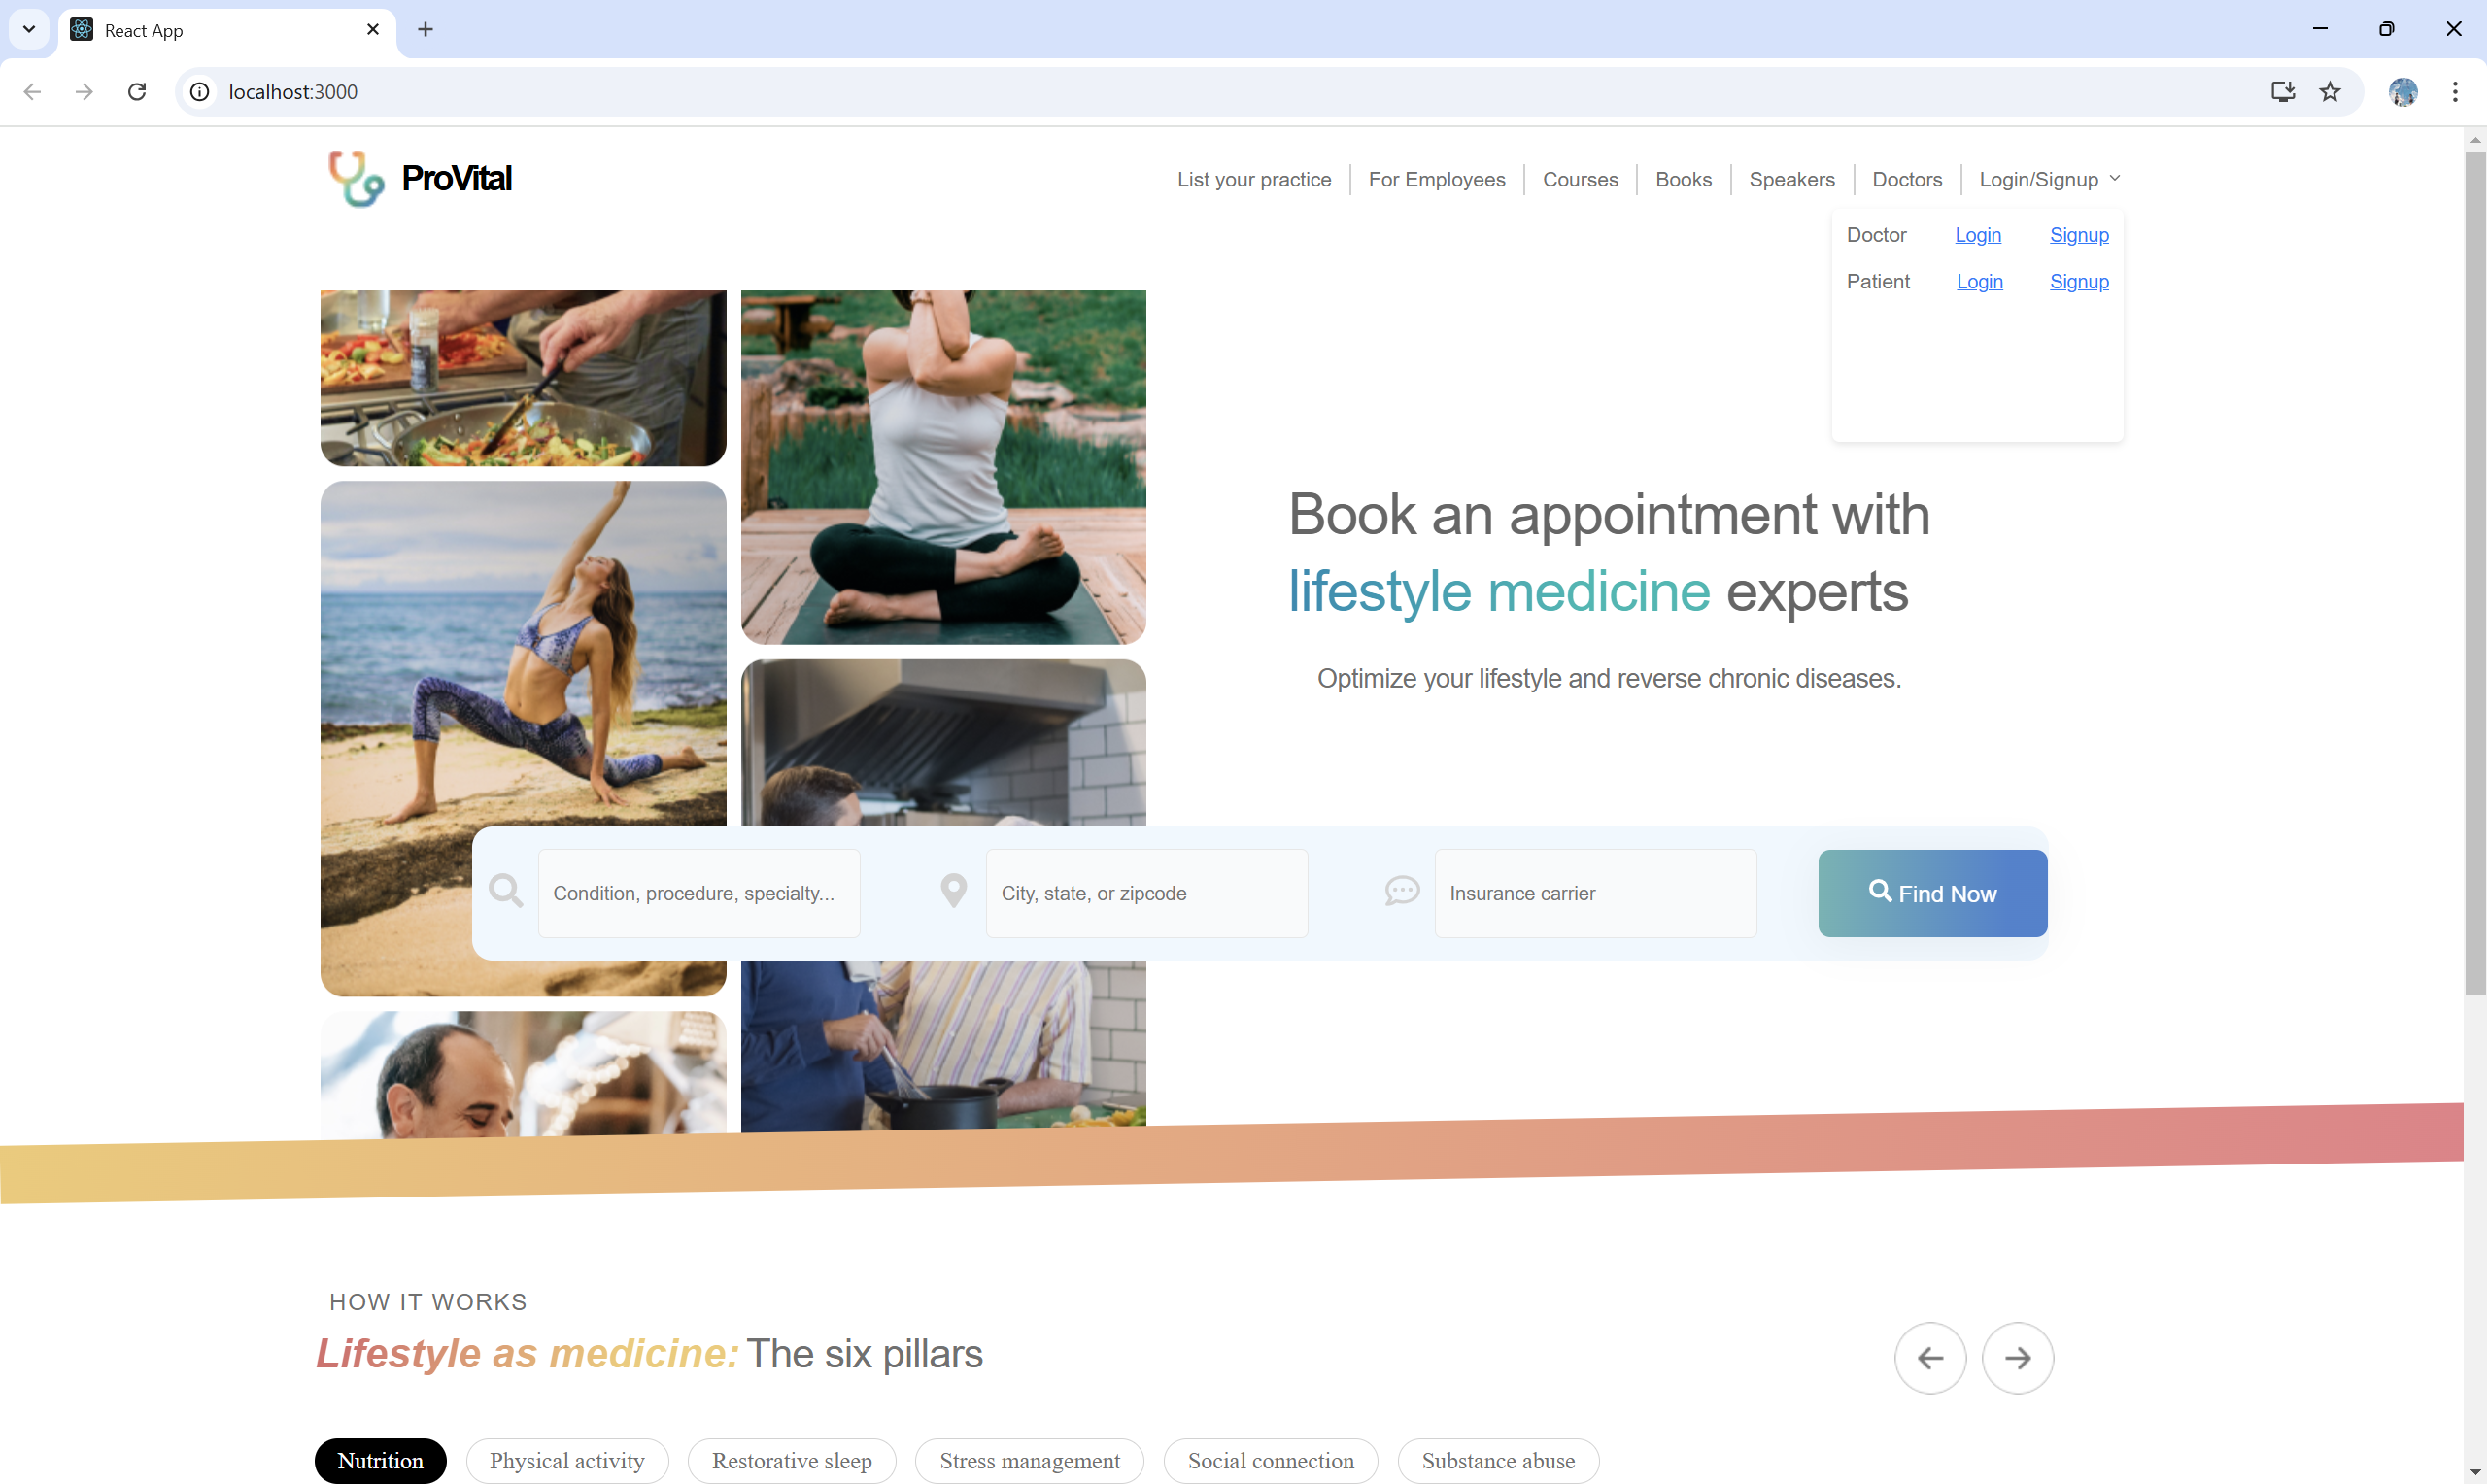 React App
localhost:3000
ProVital
List your practice
For Employees
Courses
Books
Speakers
Doctors
Login/Signup
Doctor Login Signup
Patient Login Signup
Book an appointment with
lifestyle medicine experts
Optimize your lifestyle and reverse chronic diseases.
Condition, procedure, specialty...
City, state, or zipcode
Insurance carrier
Find Now
HOW IT WORKS
Lifestyle as medicine: The six pillars
Nutrition
Physical activity
Restorative sleep
Stress management
Social connection
Substance abuse